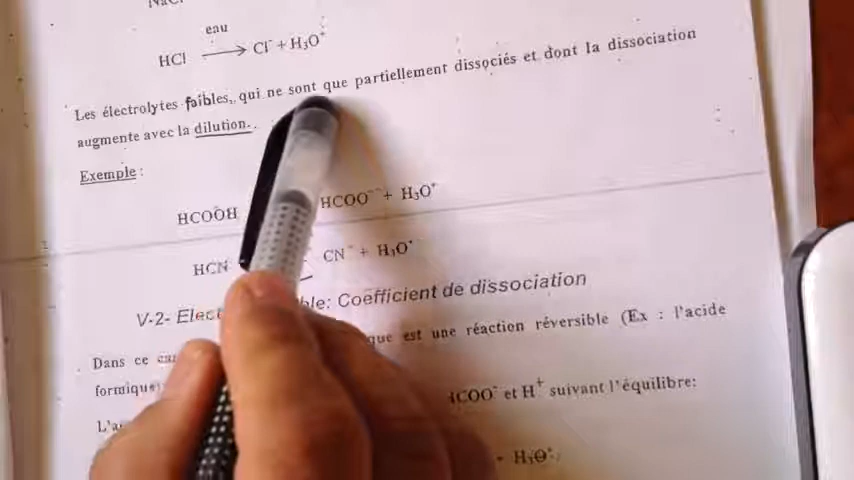 NaCl
eau
HCl ⟶ Cl⁻ + H₃O⁺
Les électrolytes faibles, qui ne sont que partiellement dissociés et dont la dissociation
augmente avec la dilution.
Exemple :
HCOOH HCOO⁻ + H₃O⁺
HCN CN⁻ + H₃O⁺
V-2- ble: Coefficient de dissociation
Dans ce que est une réaction réversible (Ex : l'acide
formique)
HCOO⁻ et H⁺ suivant l'équilibre:
+ H₃O⁺